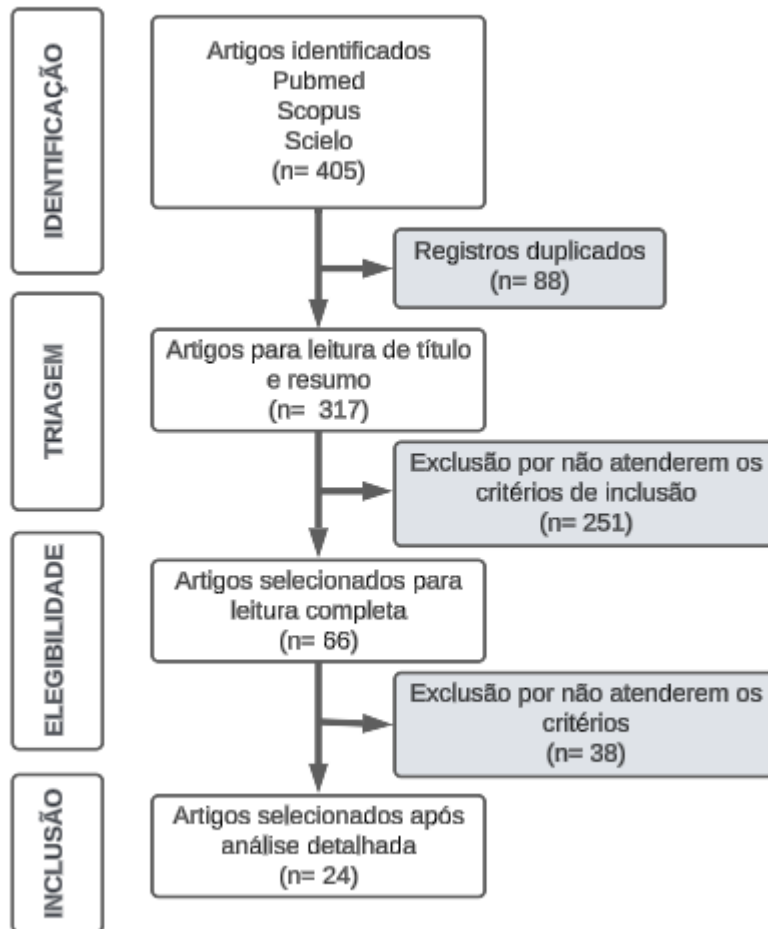 IDENTIFICAÇÃO
Artigos identificados
Pubmed
Scopus
Scielo
(n= 405)
Registros duplicados
(n= 88)
TRIAGEM
Artigos para leitura de título
e resumo
(n= 317)
Exclusão por não atenderem os
critérios de inclusão
(n= 251)
ELEGIBILIDADE
Artigos selecionados para
leitura completa
(n= 66)
Exclusão por não atenderem os
critérios
(n= 38)
INCLUSÃO
Artigos selecionados após
análise detalhada
(n= 24)